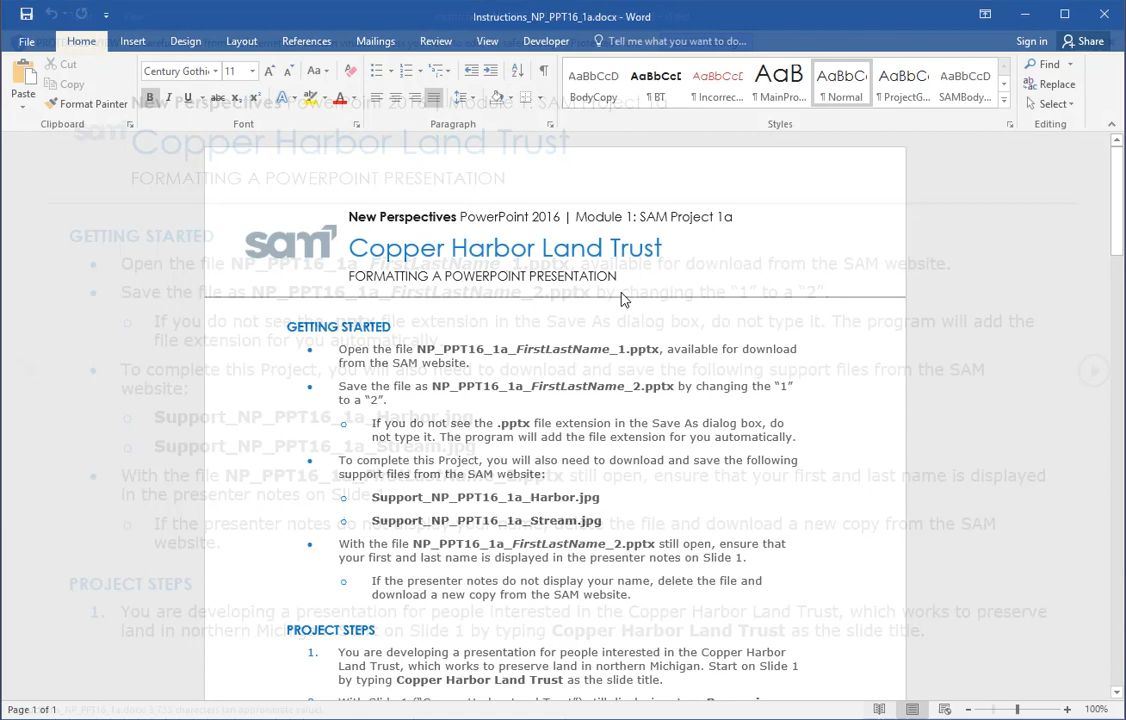 Instructions_NP_PPT16_1a.docx - Word
File Home Insert Design Layout References Mailings Review View Developer Tell me what you want to do... Sign in Share
Paste Cut Copy Format Painter
Century Gothi 11 Aa
B I U abc x₂ x² A
AaBbCcD AaBbCcD AaBbCcD AaB AaBbC AaBbC AaBbCcD
BodyCopy ¶ BT ¶ Incorrec... ¶ MainPro... ¶ Normal ¶ ProjectG... SAMBody...
Find Replace Select
Clipboard Font Paragraph Styles Editing
New Perspectives PowerPoint 2016 | Module 1: SAM Project 1a
sam
Copper Harbor Land Trust
FORMATTING A POWERPOINT PRESENTATION
GETTING STARTED
• Open the file NP_PPT16_1a_FirstLastName_1.pptx, available for download
from the SAM website.
• Save the file as NP_PPT16_1a_FirstLastName_2.pptx by changing the “1”
to a “2”.
o If you do not see the .pptx file extension in the Save As dialog box, do
not type it. The program will add the file extension for you automatically.
• To complete this Project, you will also need to download and save the following
support files from the SAM website:
o Support_NP_PPT16_1a_Harbor.jpg
o Support_NP_PPT16_1a_Stream.jpg
• With the file NP_PPT16_1a_FirstLastName_2.pptx still open, ensure that
your first and last name is displayed in the presenter notes on Slide 1.
o If the presenter notes do not display your name, delete the file and
download a new copy from the SAM website.
PROJECT STEPS
1. You are developing a presentation for people interested in the Copper Harbor
Land Trust, which works to preserve land in northern Michigan. Start on Slide 1
by typing Copper Harbor Land Trust as the slide title.
Page 1 of 1
100%